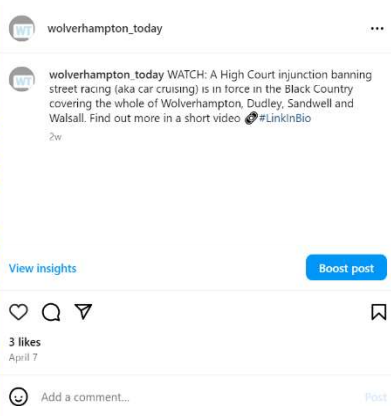 WT
wolverhampton_today
WT
wolverhampton_today WATCH: A High Court injunction banning
street racing (aka car cruising) is in force in the Black Country
covering the whole of Wolverhampton, Dudley, Sandwell and
Walsall. Find out more in a short video 🔗#LinkInBio
2w
View insights
Boost post
3 likes
April 7
Add a comment...
Post